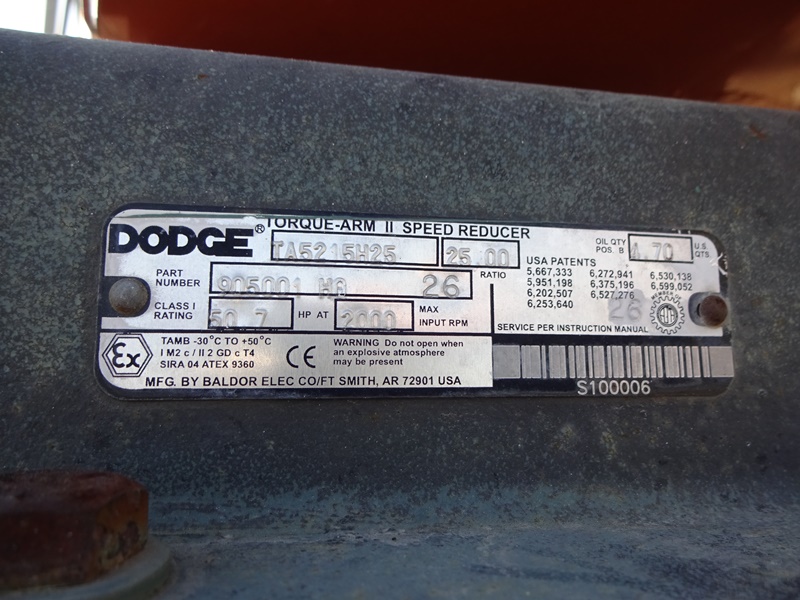 TORQUE-ARM II SPEED REDUCER
DODGE® TA5215H25 25.00 RATIO
OIL QTY POS. B 4.70 U.S. QTS.
PART NUMBER 905001 26
CLASS I RATING 50.7 HP AT 2000 MAX INPUT RPM
USA PATENTS
5,667,333 6,272,941 6,530,138
5,951,198 6,375,196 6,599,052
6,202,507 6,527,276
6,253,640 26
MEMBER OF
SERVICE PER INSTRUCTION MANUAL
Ex
TAMB -30°C TO +50°C
I M2 c / II 2 GD c T4
SIRA 04 ATEX 9360
CE
WARNING Do not open when
an explosive atmosphere
may be present
MFG. BY BALDOR ELEC CO/FT SMITH, AR 72901 USA
S100006